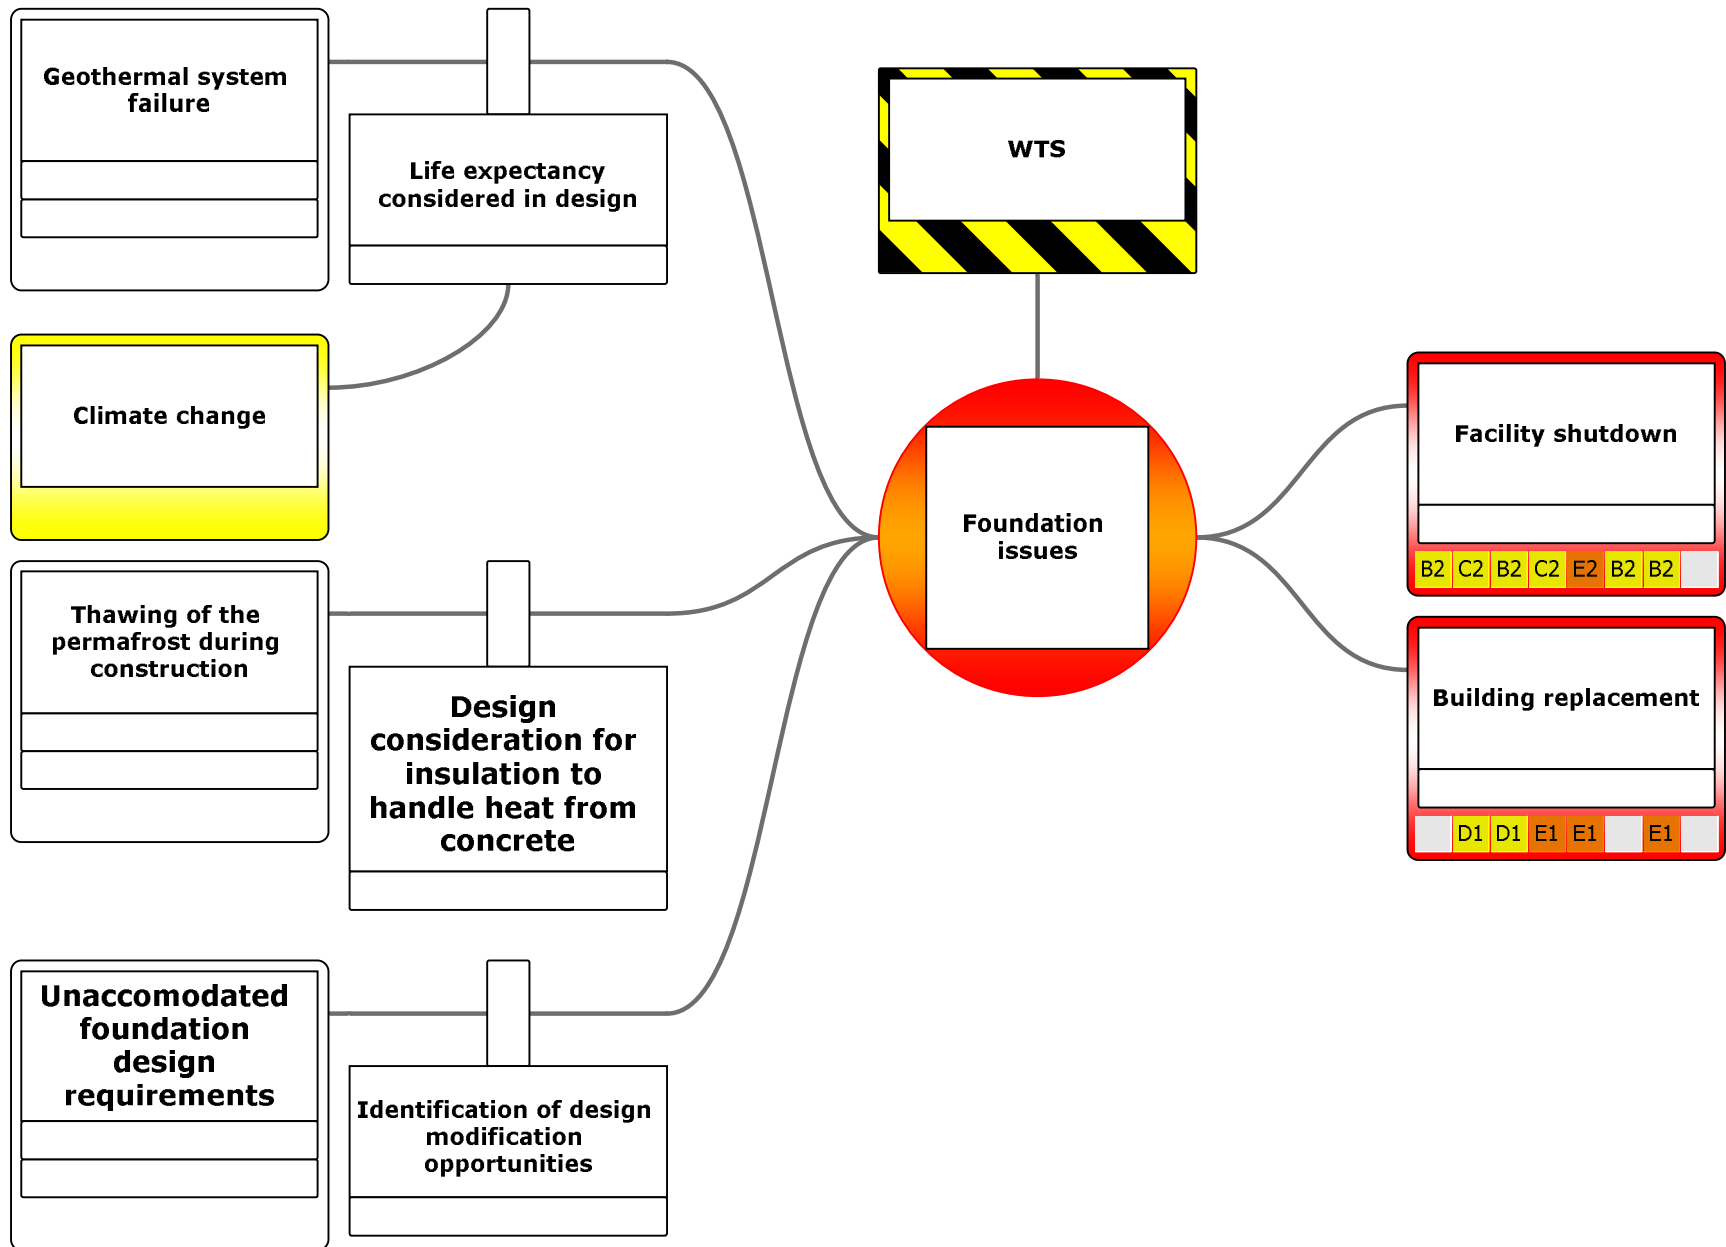 Geothermal system
failure
Life expectancy
considered in design
WTS
Climate change
Facility shutdown
B2 C2 B2 C2 E2 B2 B2
Foundation
issues
Thawing of the
permafrost during
construction
Design
consideration for
insulation to
handle heat from
concrete
Building replacement
D1 D1 E1 E1 E1
Unaccomodated
foundation
design
requirements
Identification of design
modification
opportunities